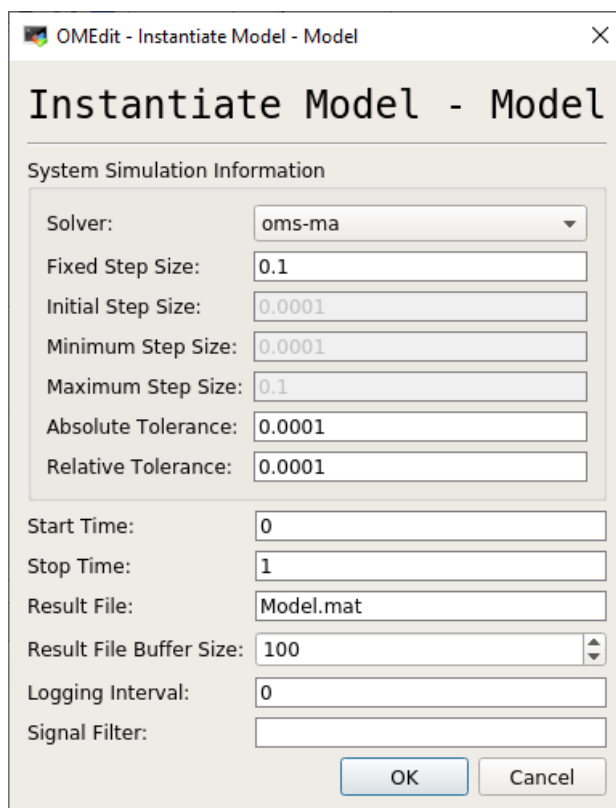 OMEdit - Instantiate Model - Model
Instantiate Model - Model
System Simulation Information
Solver: oms-ma
Fixed Step Size: 0.1
Initial Step Size: 0.0001
Minimum Step Size: 0.0001
Maximum Step Size: 0.1
Absolute Tolerance: 0.0001
Relative Tolerance: 0.0001
Start Time: 0
Stop Time: 1
Result File: Model.mat
Result File Buffer Size: 100
Logging Interval: 0
Signal Filter:
OK Cancel